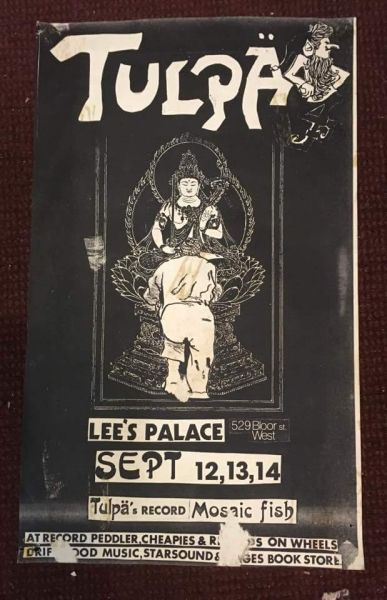 TULPÄ
LEE'S PALACE 529 Bloor st.
West
SEPT 12,13,14
Tulpä's RECORD Mosaic fish
AT RECORD PEDDLER, CHEAPIES & ON WHEELS
MUSIC, STARSOUND & BOOK STORE